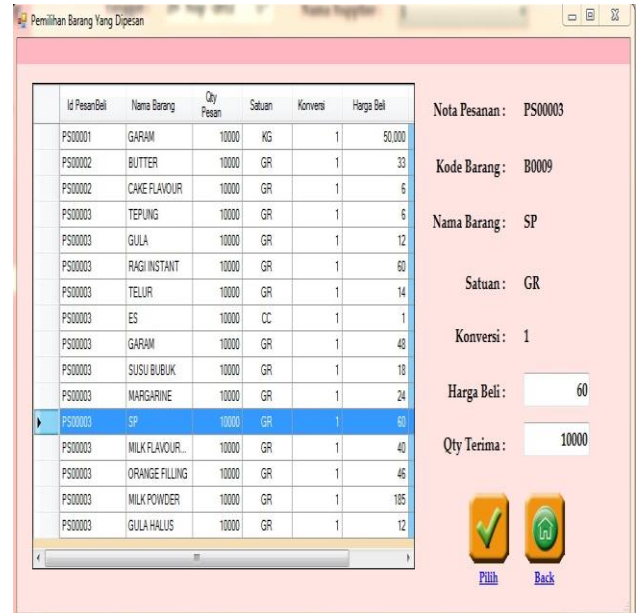 Pemilihan Barang Yang Dipesan
Id PesanBeli Nama Barang Qty Pesan Satuan Konversi Harga Beli
PS00001 GARAM 10000 KG 1 50,000
PS00002 BUTTER 10000 GR 1 33
PS00002 CAKE FLAVOUR 10000 GR 1 6
PS00003 TEPUNG 10000 GR 1 6
PS00003 GULA 10000 GR 1 12
PS00003 RAGI INSTANT 10000 GR 1 60
PS00003 TELUR 10000 GR 1 14
PS00003 ES 10000 CC 1 1
PS00003 GARAM 10000 GR 1 48
PS00003 SUSU BUBUK 10000 GR 1 18
PS00003 MARGARINE 10000 GR 1 24
PS00003 SP 10000 GR 1 60
PS00003 MILK FLAVOUR... 10000 GR 1 40
PS00003 ORANGE FILLING 10000 GR 1 46
PS00003 MILK POWDER 10000 GR 1 185
PS00003 GULA HALUS 10000 GR 1 12
Nota Pesanan : PS00003
Kode Barang : B0009
Nama Barang : SP
Satuan : GR
Konversi : 1
Harga Beli : 60
Qty Terima : 10000
Pilih Back